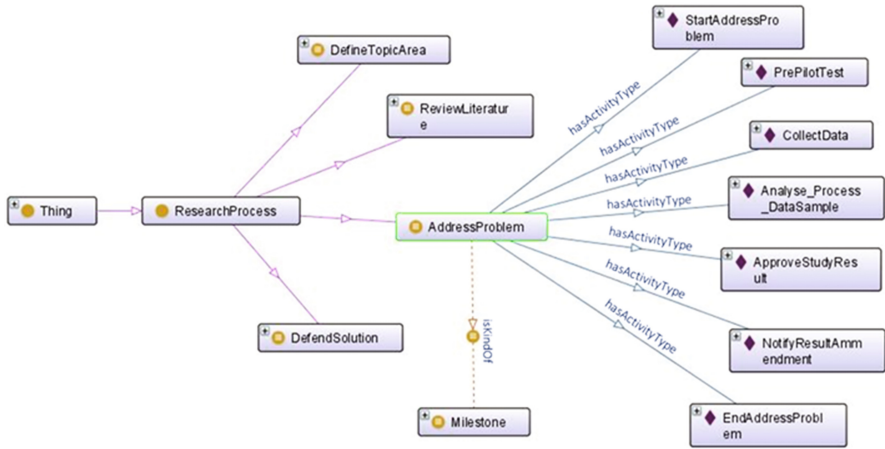 StartAddressPro
blem
DefineTopicArea
PrePilotTest
hasActivityType
ReviewLiteratur
e
hasActivityType
CollectData
hasActivityType
Analyse_Process
_DataSample
hasActivityType
Thing
ResearchProcess
AddressProblem
hasActivityType
ApproveStudyRes
ult
hasActivityType
hasActivityType
DefendSolution
isKindOf
NotifyResultAmm
endment
Milestone
EndAddressProbl
em